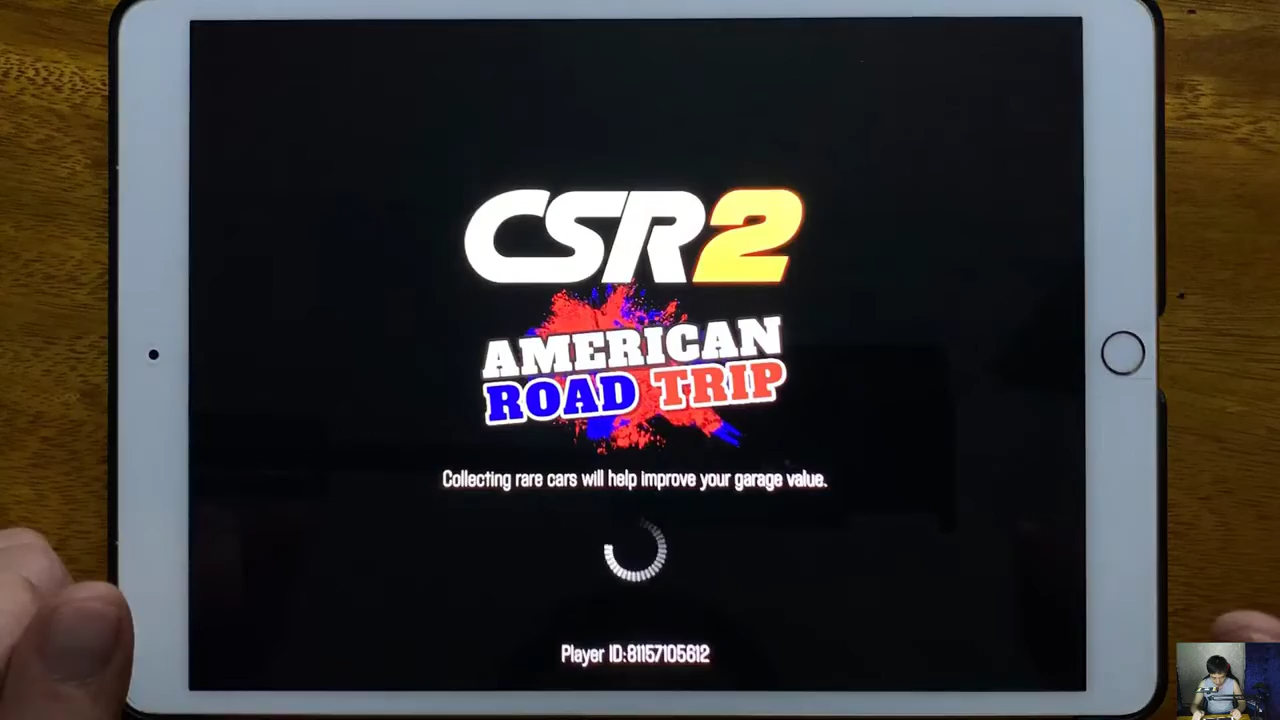 CSR2
AMERICAN
ROAD TRIP
Collecting rare cars will help improve your garage value.
Player ID:81157105612